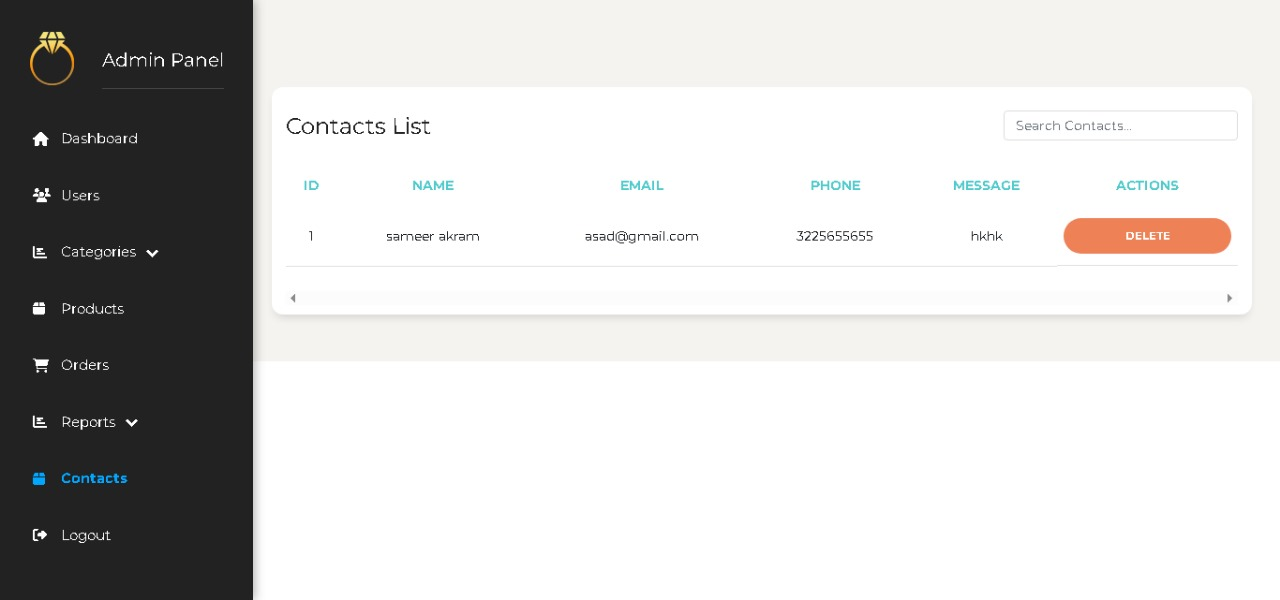 Admin Panel
Dashboard
Users
Categories
Products
Orders
Reports
Contacts
Logout
Contacts List
Search Contacts...
ID NAME EMAIL PHONE MESSAGE ACTIONS
1 sameer akram asad@gmail.com 3225655655 hkhk DELETE